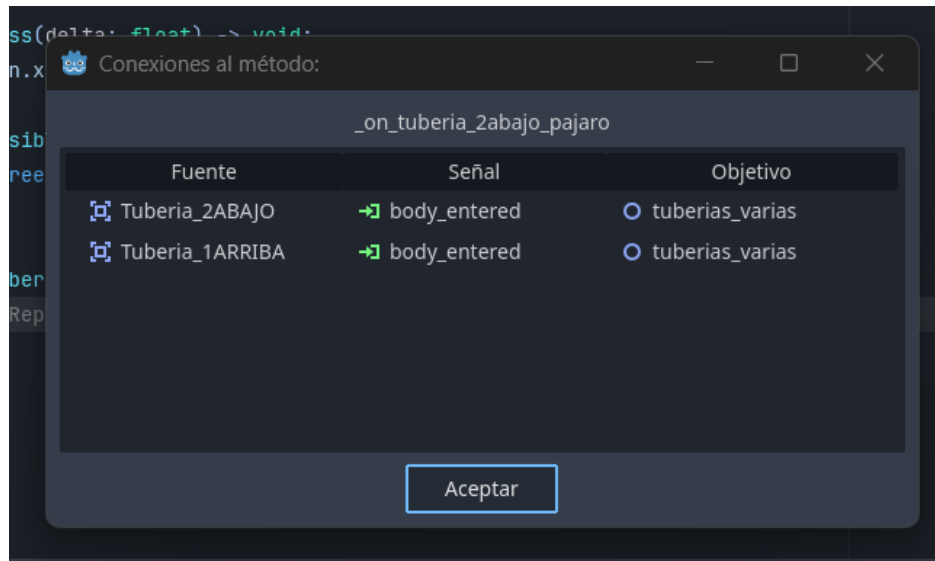 ss(delta: float) -> void:
n.x
Conexiones al método:
_on_tuberia_2abajo_pajaro
sib
ree
Fuente Señal Objetivo
Tuberia_2ABAJO body_entered tuberias_varias
Tuberia_1ARRIBA body_entered tuberias_varias
ber
Rep
Aceptar